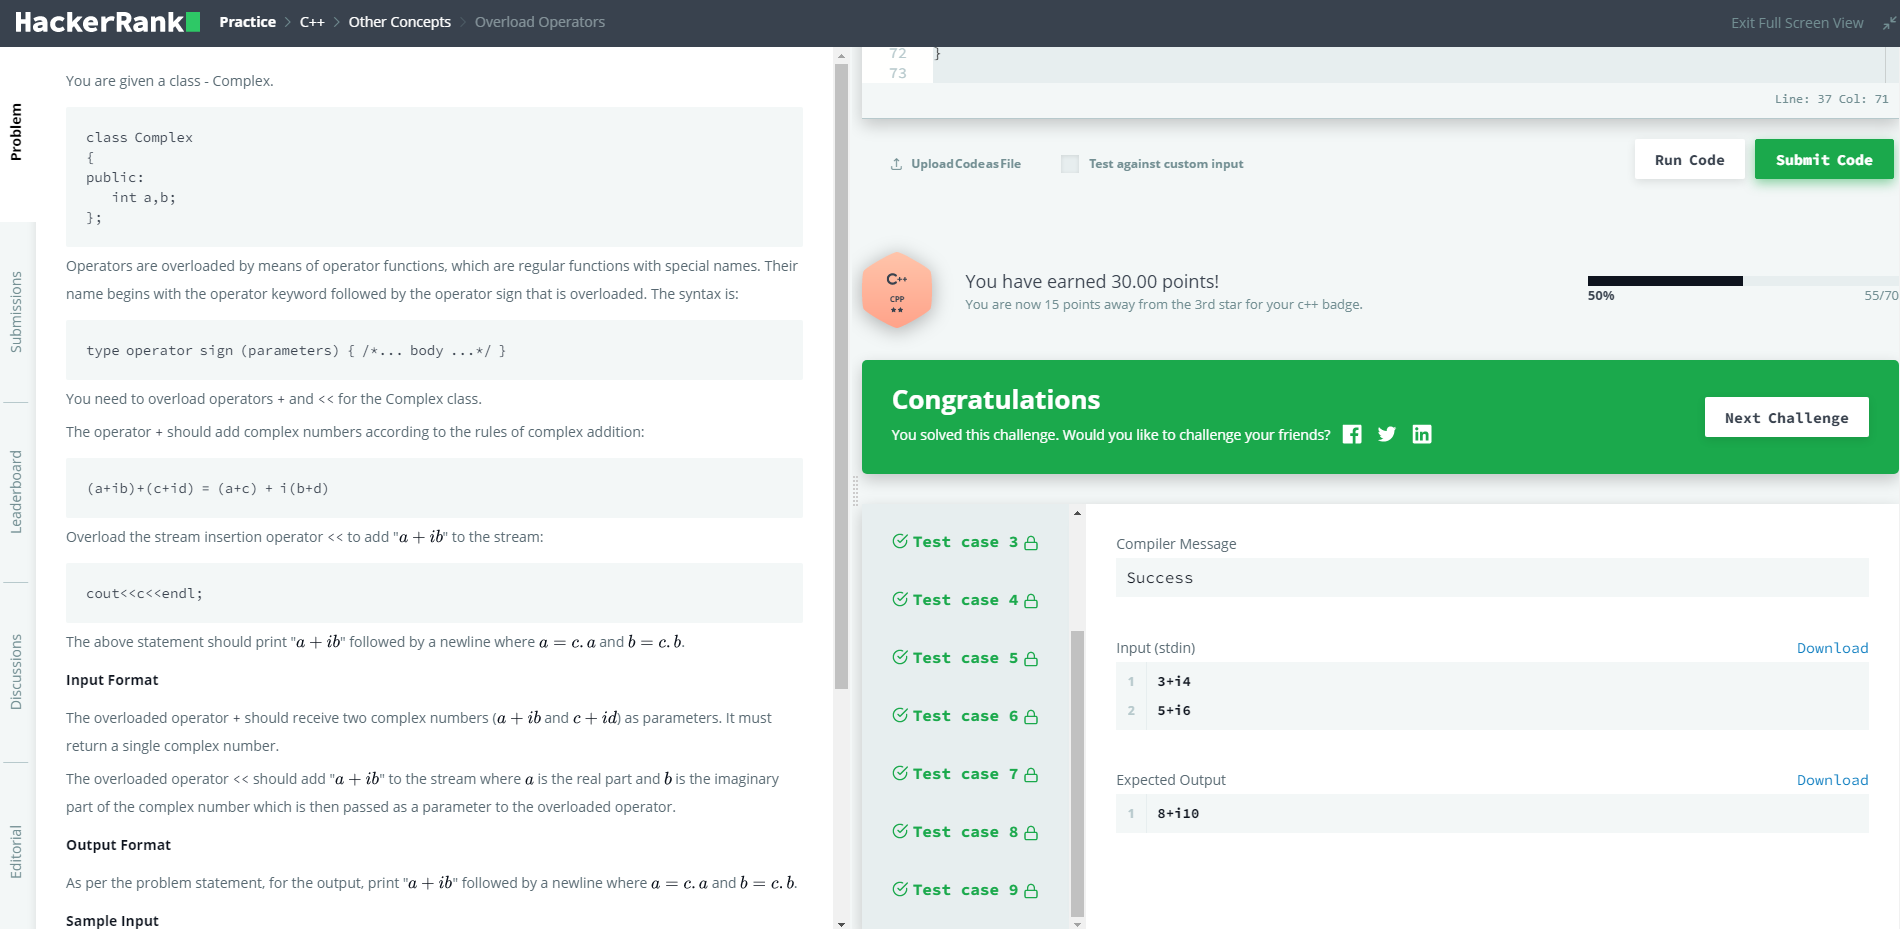 HackerRank Practice > C++ > Other Concepts > Overload Operators Exit Full Screen View
Problem
Submissions
Leaderboard
Discussions
Editorial
You are given a class - Complex.
class Complex
{
public:
int a,b;
};
Operators are overloaded by means of operator functions, which are regular functions with special names. Their
name begins with the operator keyword followed by the operator sign that is overloaded. The syntax is:
type operator sign (parameters) { /*... body ...*/ }
You need to overload operators + and << for the Complex class.
The operator + should add complex numbers according to the rules of complex addition:
(a+ib)+(c+id) = (a+c) + i(b+d)
Overload the stream insertion operator << to add "a + ib" to the stream:
cout<<c<<endl;
The above statement should print "a + ib" followed by a newline where a = c.a and b = c.b.
Input Format
The overloaded operator + should receive two complex numbers (a + ib and c + id) as parameters. It must
return a single complex number.
The overloaded operator << should add "a + ib" to the stream where a is the real part and b is the imaginary
part of the complex number which is then passed as a parameter to the overloaded operator.
Output Format
As per the problem statement, for the output, print "a + ib" followed by a newline where a = c.a and b = c.b.
Sample Input
72 }
73
Line: 37 Col: 71
Upload Code as File Test against custom input Run Code Submit Code
C++
CPP
★★
You have earned 30.00 points!
You are now 15 points away from the 3rd star for your c++ badge.
50% 55/70
Congratulations
You solved this challenge. Would you like to challenge your friends?
Next Challenge
Test case 3
Test case 4
Test case 5
Test case 6
Test case 7
Test case 8
Test case 9
Compiler Message
Success
Input (stdin) Download
1 3+i4
2 5+i6
Expected Output Download
1 8+i10